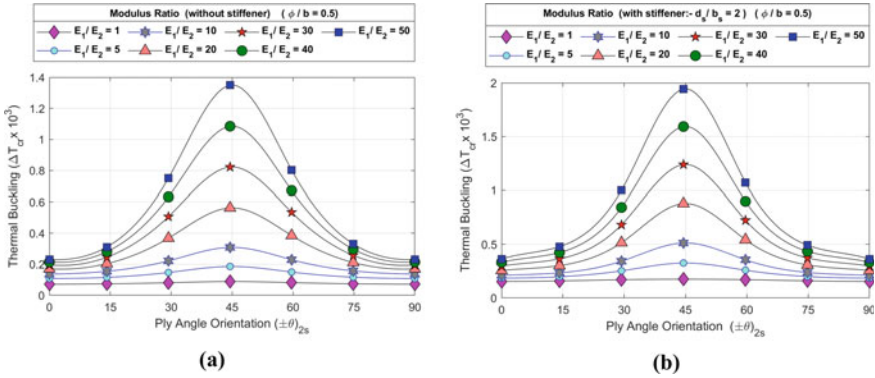 Modulus Ratio (without stiffener) ( ϕ / b = 0.5)
E₁/ E₂ = 1 E₁/ E₂ = 10 E₁/ E₂ = 30 E₁/ E₂ = 50
E₁/ E₂ = 5 E₁/ E₂ = 20 E₁/ E₂ = 40
Thermal Buckling (ΔT_cr x 10³)
1.4
1.2
1
0.8
0.6
0.4
0.2
0
0 15 30 45 60 75 90
Ply Angle Orientation (±θ)₂ₛ
(a)
Modulus Ratio (with stiffener:- dₛ/ bₛ = 2 ) (ϕ / b = 0.5)
E₁/ E₂ = 1 E₁/ E₂ = 10 E₁/ E₂ = 30 E₁/ E₂ = 50
E₁/ E₂ = 5 E₁/ E₂ = 20 E₁/ E₂ = 40
Thermal Buckling (ΔT_cr x 10³)
2
1.5
1
0.5
0
0 15 30 45 60 75 90
Ply Angle Orientation (±θ)₂ₛ
(b)